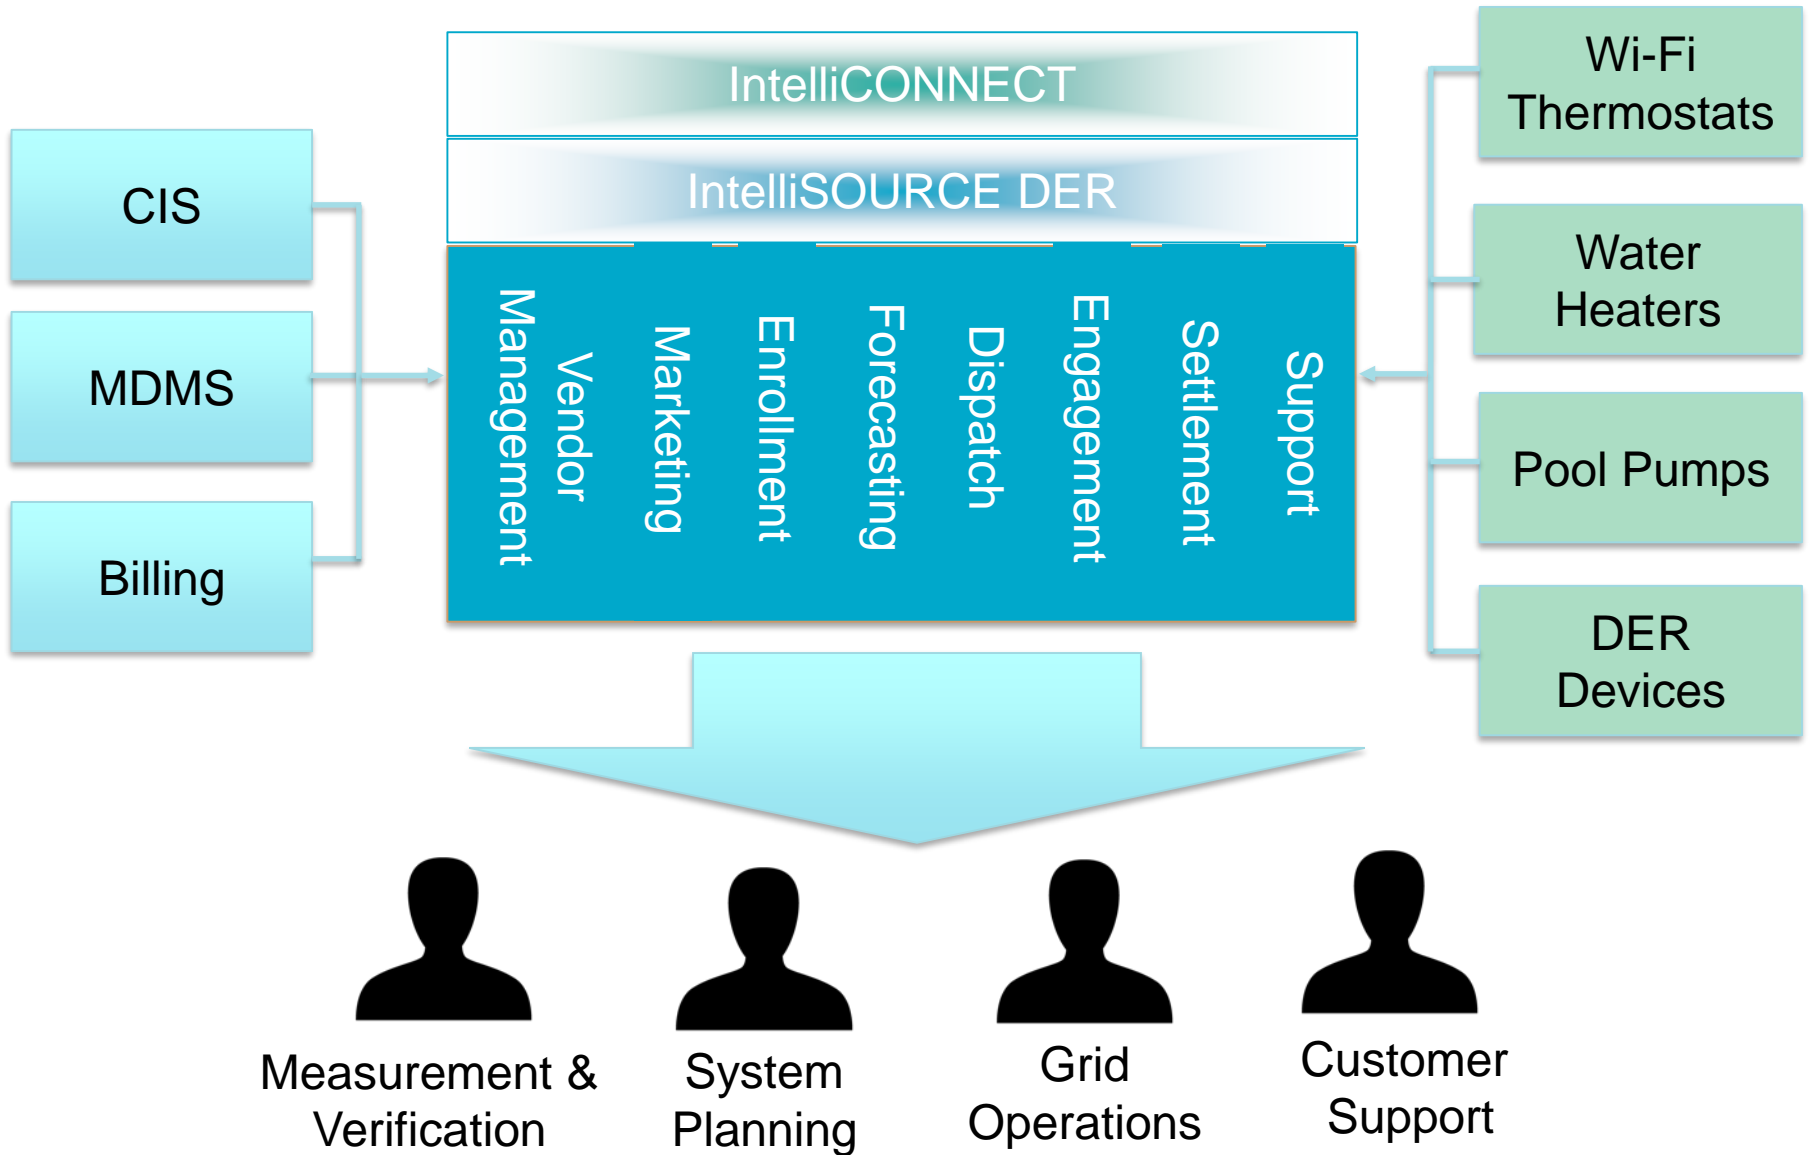 IntelliCONNECT
IntelliSOURCE DER
CIS
MDMS
Billing
Vendor
Management
Marketing
Enrollment
Forecasting
Dispatch
Engagement
Settlement
Support
Wi-Fi
Thermostats
Water
Heaters
Pool Pumps
DER
Devices
Measurement &
Verification
System
Planning
Grid
Operations
Customer
Support